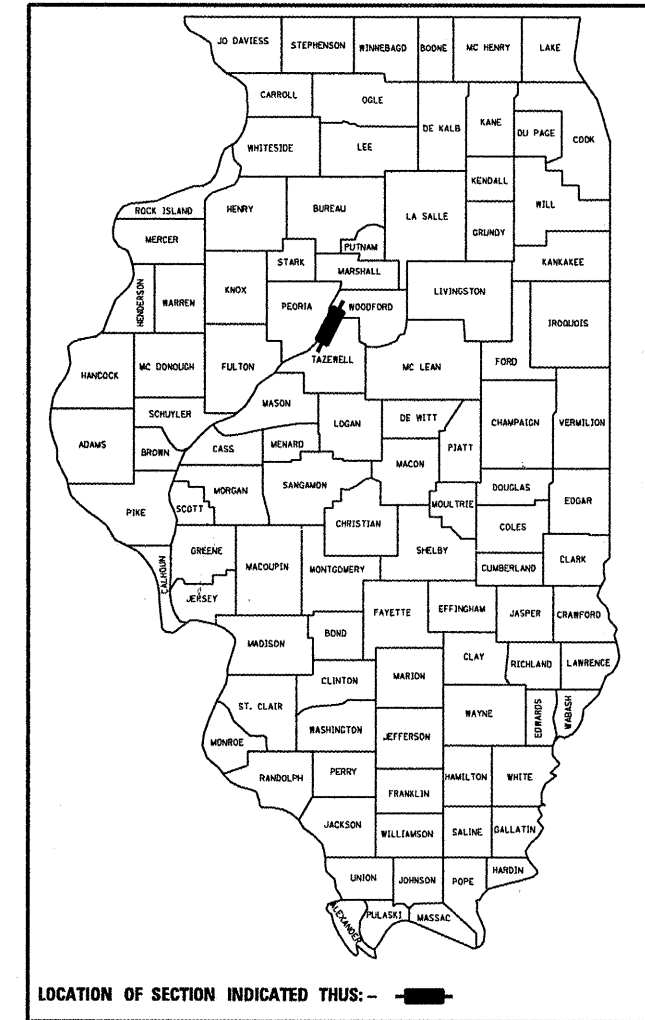 JO DAVIESS STEPHENSON WINNEBAGO BOONE MC HENRY LAKE
CARROLL OGLE DE KALB KANE DU PAGE COOK
WHITESIDE LEE
KENDALL WILL
ROCK ISLAND HENRY BUREAU LA SALLE GRUNDY
MERCER PUTNAM
STARK MARSHALL KANKAKEE
HENDERSON WARREN KNOX PEORIA WOODFORD LIVINGSTON IROQUOIS
HANCOCK MC DONOUGH FULTON TAZEWELL MC LEAN FORD
SCHUYLER MASON LOGAN DE WITT CHAMPAIGN VERMILION
ADAMS BROWN CASS MENARD MACON PIATT
PIKE SCOTT MORGAN SANGAMON MOULTRIE DOUGLAS EDGAR
CHRISTIAN COLES
CALHOUN GREENE MACOUPIN MONTGOMERY SHELBY CUMBERLAND CLARK
JERSEY FAYETTE EFFINGHAM JASPER CRAWFORD
MADISON BOND
CLINTON MARION CLAY RICHLAND LAWRENCE
ST. CLAIR WASHINGTON JEFFERSON WAYNE EDWARDS WABASH
MONROE
RANDOLPH PERRY FRANKLIN HAMILTON WHITE
JACKSON WILLIAMSON SALINE GALLATIN
UNION JOHNSON POPE HARDIN
ALEXANDER PULASKI MASSAC
LOCATION OF SECTION INDICATED THUS: -